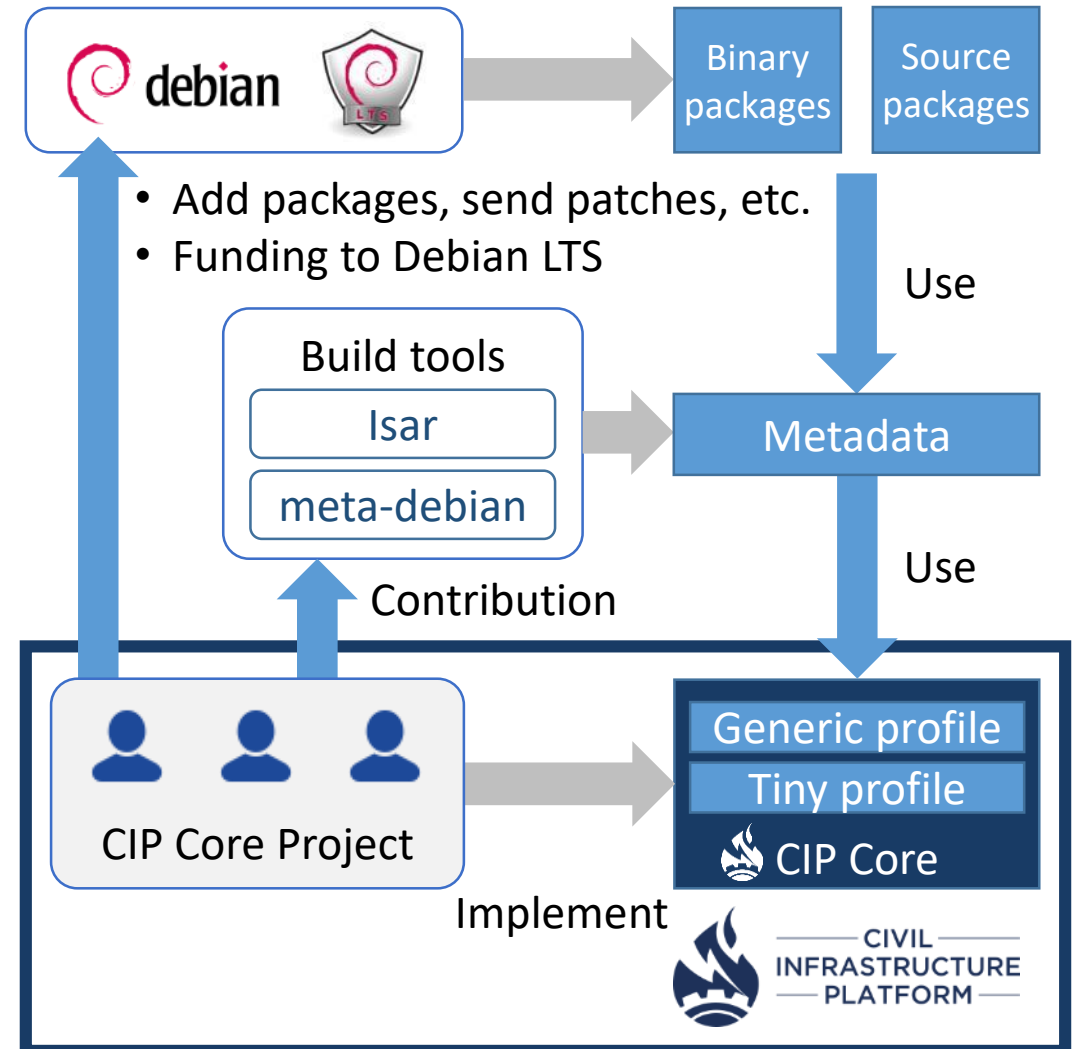 debian
LTS
Binary
packages
Source
packages
• Add packages, send patches, etc.
• Funding to Debian LTS
Use
Build tools
Isar
meta-debian
Metadata
Use
Contribution
CIP Core Project
Generic profile
Tiny profile
CIP Core
Implement
CIVIL
INFRASTRUCTURE
PLATFORM